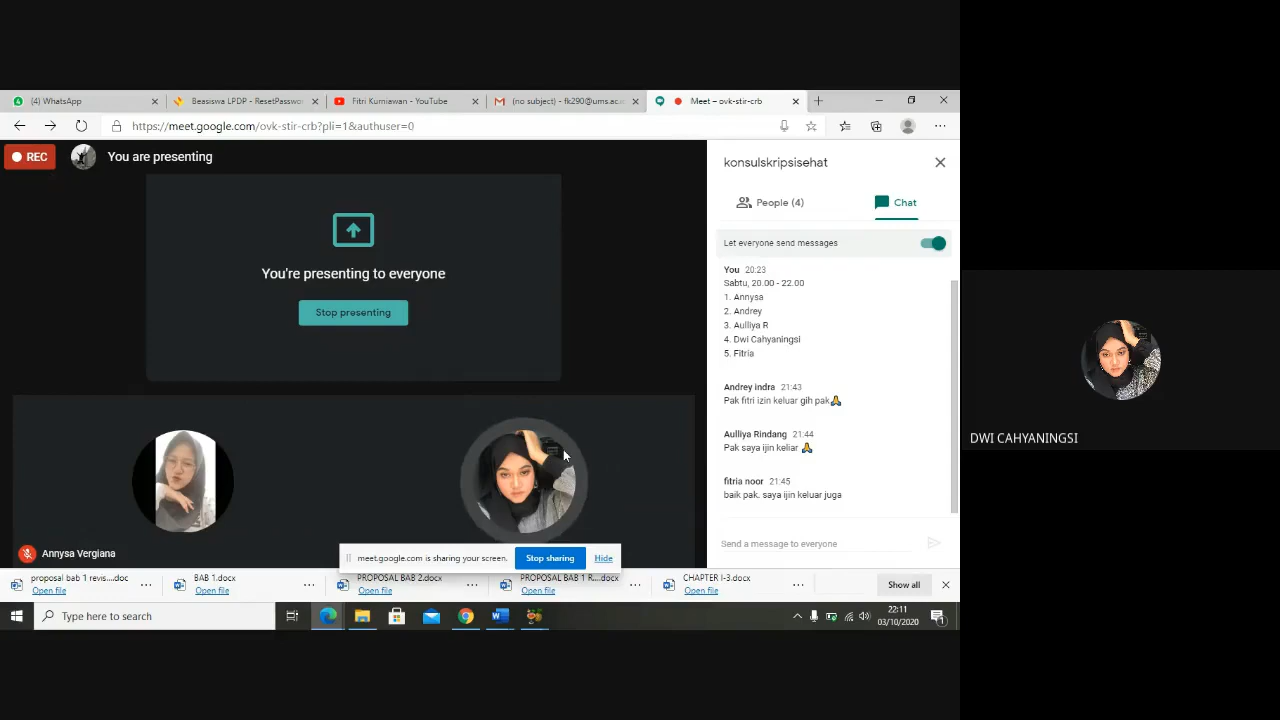 (4) WhatsApp
Beasiswa LPDP - ResetPasswor
Fitri Kurniawan - YouTube
(no subject) - fk290@ums.ac.i
Meet – ovk-stir-crb
https://meet.google.com/ovk-stir-crb?pli=1&authuser=0
REC
You are presenting
You're presenting to everyone
Stop presenting
Annysa Vergiana
meet.google.com is sharing your screen.
Stop sharing
Hide
konsulskripsisehat
People (4)
Chat
Let everyone send messages
You 20:23
Sabtu, 20.00 - 22.00
1. Annysa
2. Andrey
3. Aulliya R
4. Dwi Cahyaningsi
5. Fitria
Andrey indra 21:43
Pak fitri izin keluar gih pak🙏
Aulliya Rindang 21:44
Pak saya ijin keliar 🙏
fitria noor 21:45
baik pak. saya ijin keluar juga
Send a message to everyone
DWI CAHYANINGSI
proposal bab 1 revis....doc
Open file
BAB 1.docx
Open file
PROPOSAL BAB 2.docx
Open file
PROPOSAL BAB 1 R....docx
Open file
CHAPTER I-3.docx
Open file
Show all
Type here to search
22:11
03/10/2020